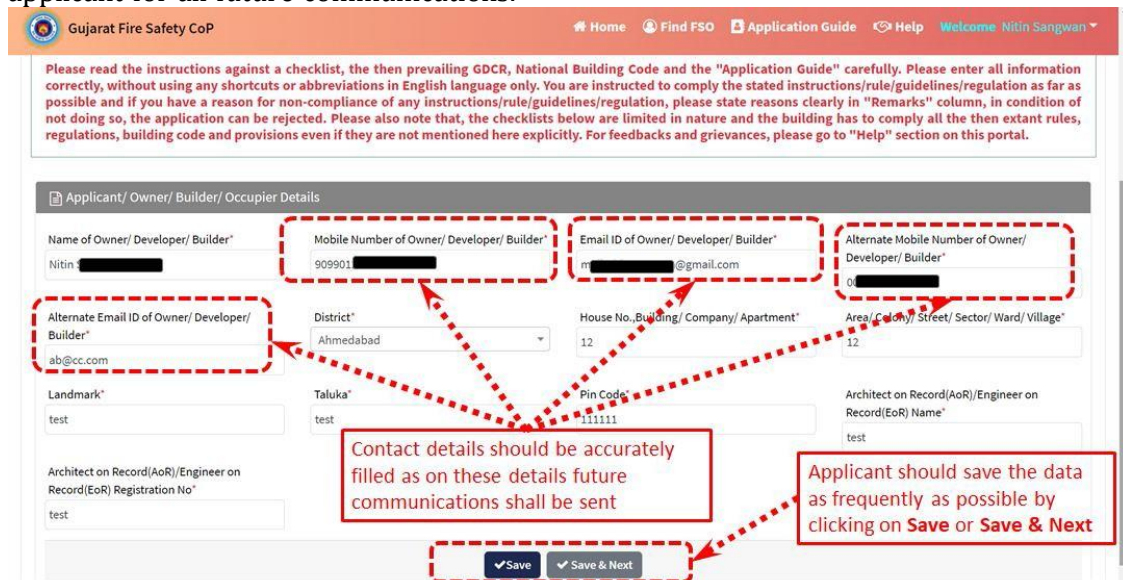 applicant for all future communications.
Gujarat Fire Safety CoP
Home Find FSO Application Guide Help Welcome Nitin Sangwan
Please read the instructions against a checklist, the then prevailing GDCR, National Building Code and the "Application Guide" carefully. Please enter all information
correctly, without using any shortcuts or abbreviations in English language only. You are instructed to comply the stated instructions/rule/guidelines/regulation as far as
possible and if you have a reason for non-compliance of any instructions/rule/guidelines/regulation, please state reasons clearly in "Remarks" column, in condition of
not doing so, the application can be rejected. Please also note that, the checklists below are limited in nature and the building has to comply all the then extant rules,
regulations, building code and provisions even if they are not mentioned here explicitly. For feedbacks and grievances, please go to "Help" section on this portal.
Applicant/ Owner/ Builder/ Occupier Details
Name of Owner/ Developer/ Builder*
Nitin
Mobile Number of Owner/ Developer/ Builder*
909901
Email ID of Owner/ Developer/ Builder*
m @gmail.com
Alternate Mobile Number of Owner/
Developer/ Builder*
Alternate Email ID of Owner/ Developer/
Builder*
ab@cc.com
District*
Ahmedabad
House No.,Building/ Company/ Apartment*
12
Area/ Colony/ Street/ Sector/ Ward/ Village*
12
Landmark*
test
Taluka*
test
Pin Code*
111111
Architect on Record(AoR)/Engineer on
Record(EoR) Name*
test
Architect on Record(AoR)/Engineer on
Record(EoR) Registration No*
test
Contact details should be accurately
filled as on these details future
communications shall be sent
Applicant should save the data
as frequently as possible by
clicking on Save or Save & Next
Save
Save & Next